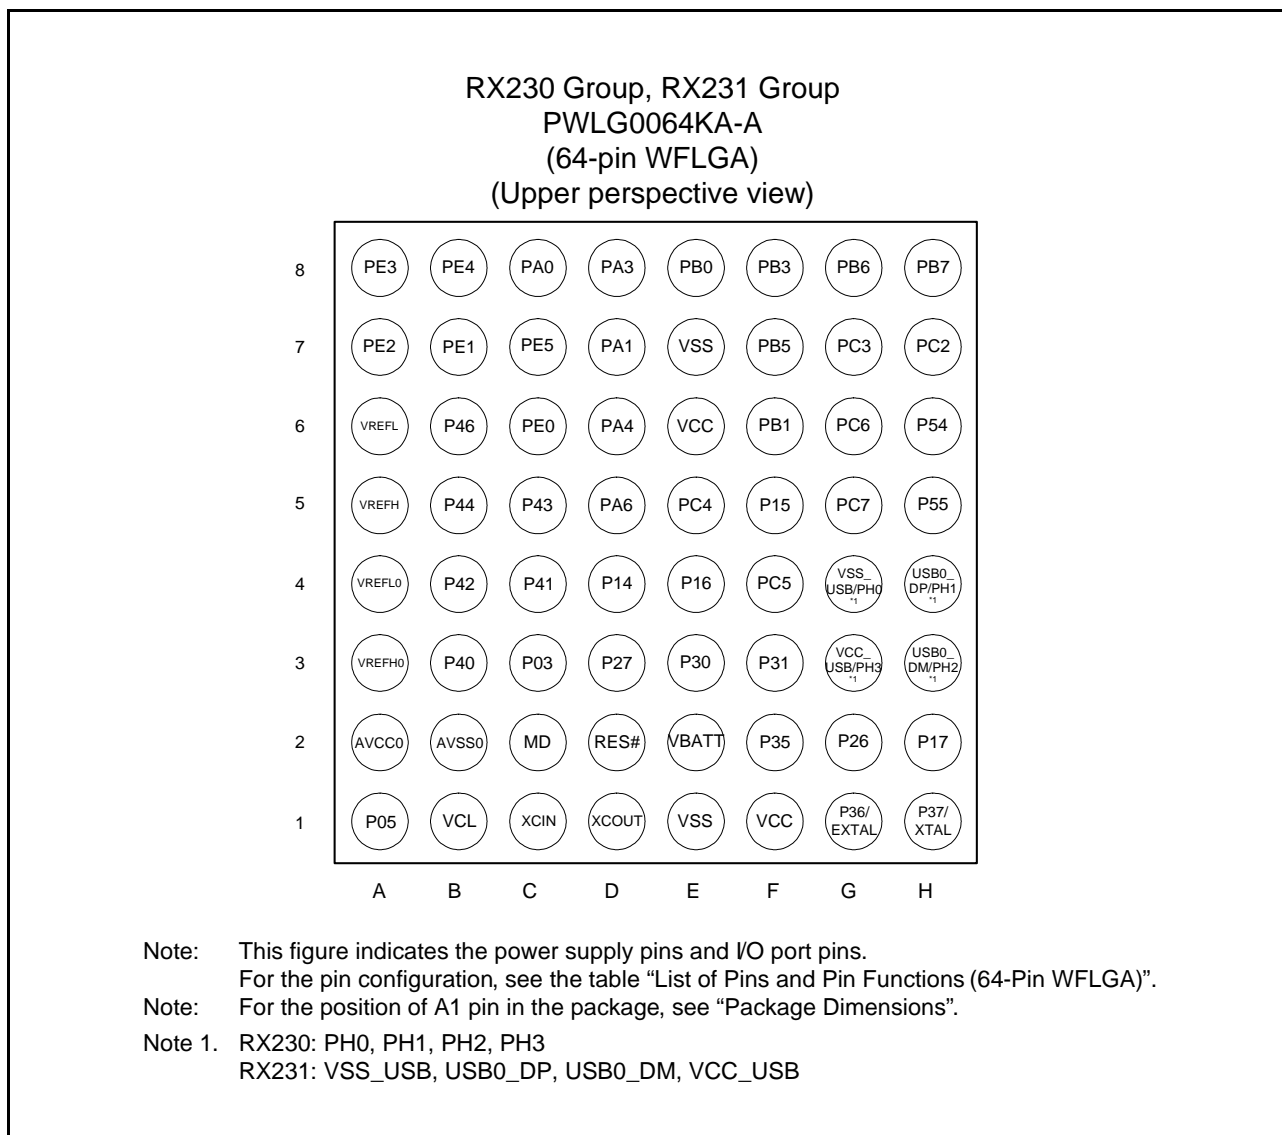 RX230 Group, RX231 Group
PWLG0064KA-A
(64-pin WFLGA)
(Upper perspective view)
8 PE3 PE4 PA0 PA3 PB0 PB3 PB6 PB7
7 PE2 PE1 PE5 PA1 VSS PB5 PC3 PC2
6 VREFL P46 PE0 PA4 VCC PB1 PC6 P54
5 VREFH P44 P43 PA6 PC4 P15 PC7 P55
4 VREFL0 P42 P41 P14 P16 PC5 VSS_USB/PH0 *1 USB0_DP/PH1 *1
3 VREFH0 P40 P03 P27 P30 P31 VCC_USB/PH3 *1 USB0_DM/PH2 *1
2 AVCC0 AVSS0 MD RES# VBATT P35 P26 P17
1 P05 VCL XCIN XCOUT VSS VCC P36/EXTAL P37/XTAL
A B C D E F G H
Note: This figure indicates the power supply pins and I/O port pins.
For the pin configuration, see the table “List of Pins and Pin Functions (64-Pin WFLGA)”.
Note: For the position of A1 pin in the package, see “Package Dimensions”.
Note 1. RX230: PH0, PH1, PH2, PH3
RX231: VSS_USB, USB0_DP, USB0_DM, VCC_USB